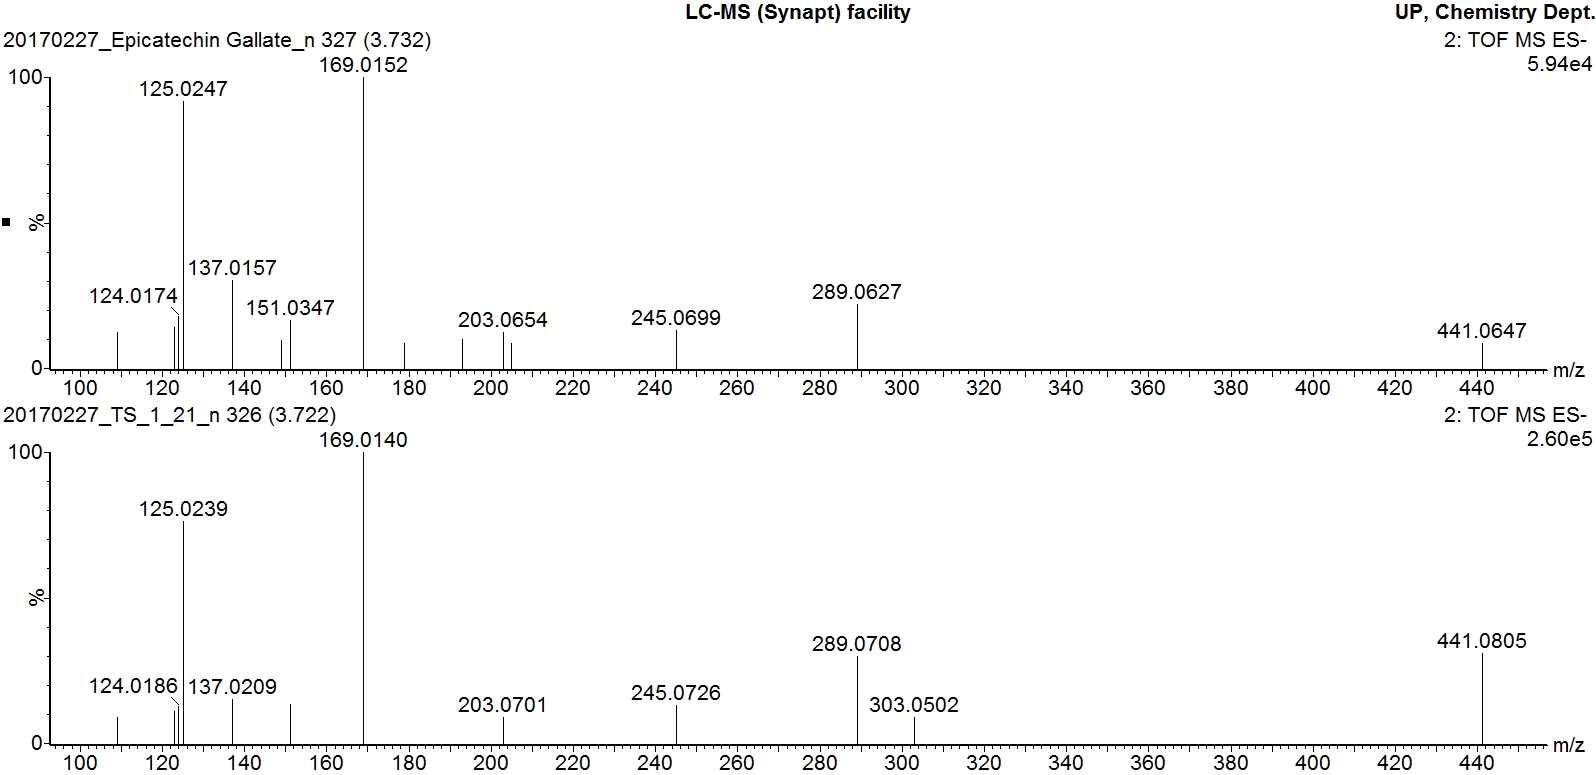 LC-MS (Synapt) facility
UP, Chemistry Dept.
20170227_Epicatechin Gallate_n 327 (3.732)
2: TOF MS ES-
5.94e4
169.0152
100
125.0247
137.0157
124.0174
151.0347
289.0627
203.0654
245.0699
441.0647
%
0
m/z
100 120 140 160 180 200 220 240 260 280 300 320 340 360 380 400 420 440
20170227_TS_1_21_n 326 (3.722)
2: TOF MS ES-
2.60e5
169.0140
100
125.0239
%
289.0708
441.0805
124.0186
137.0209
245.0726
203.0701
303.0502
0
m/z
100 120 140 160 180 200 220 240 260 280 300 320 340 360 380 400 420 440